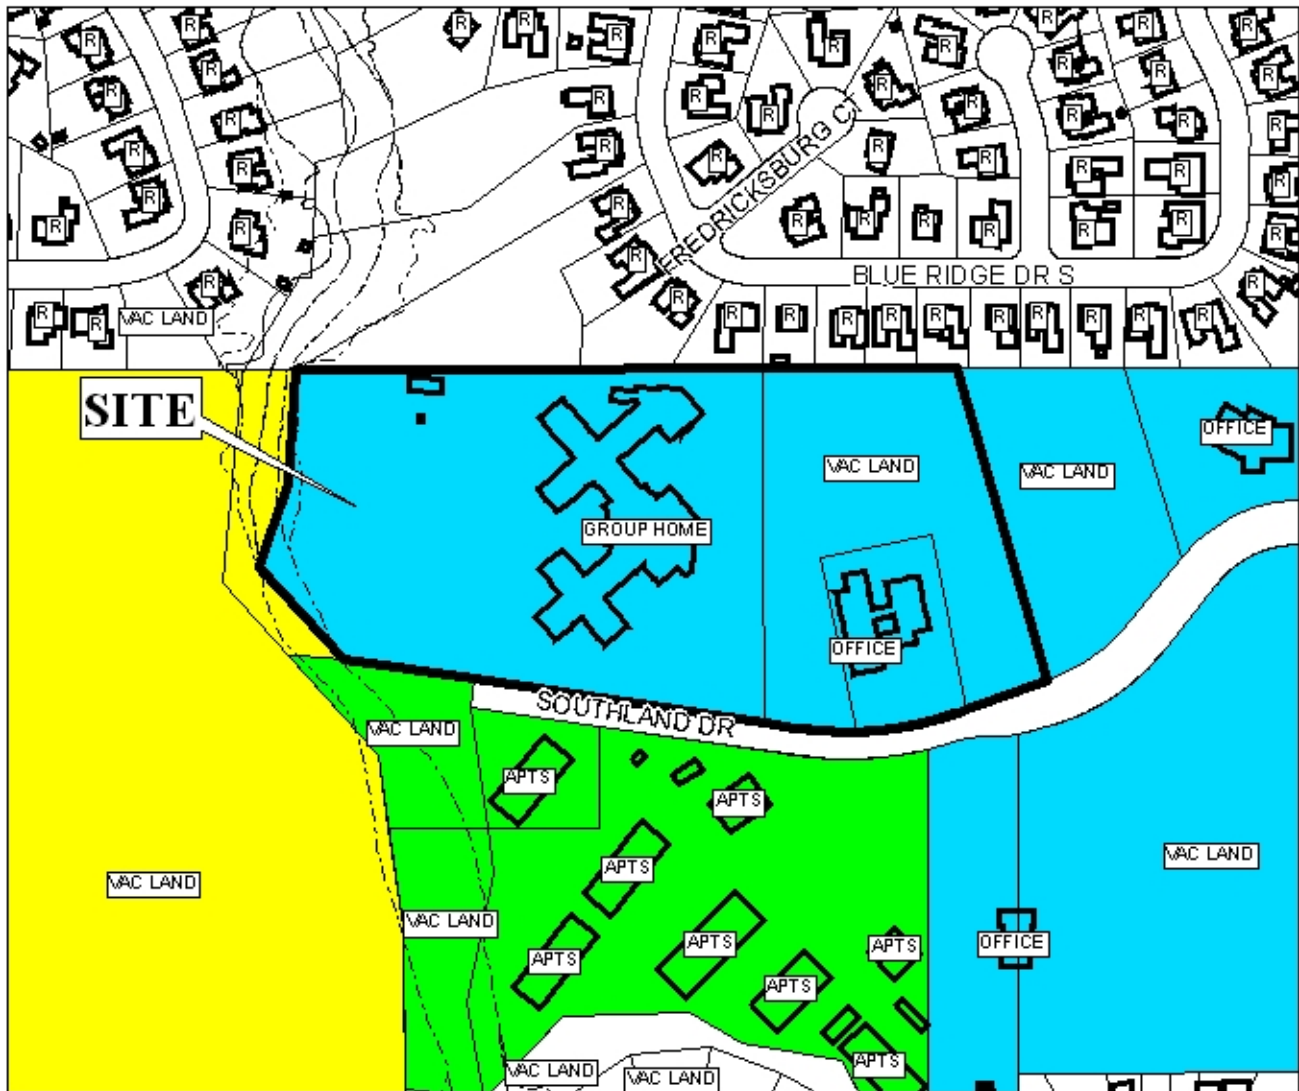 R R R R R R R R
R R R R R R
R R R R R R R
R R R R R R R
R R R R R R
R R R R R R R R
FREDRICKSBURG CT
R R R R
BLUE RIDGE DR S
R R R
R R R R R R R R R R R
VAC LAND
SITE
OFFICE
VAC LAND
VAC LAND
GROUP HOME
OFFICE
SOUTHLAND DR
VAC LAND
APTS
APTS
VAC LAND
APTS
VAC LAND
VAC LAND
APTS
APTS
OFFICE
APTS
APTS
APTS
VAC LAND
VAC LAND